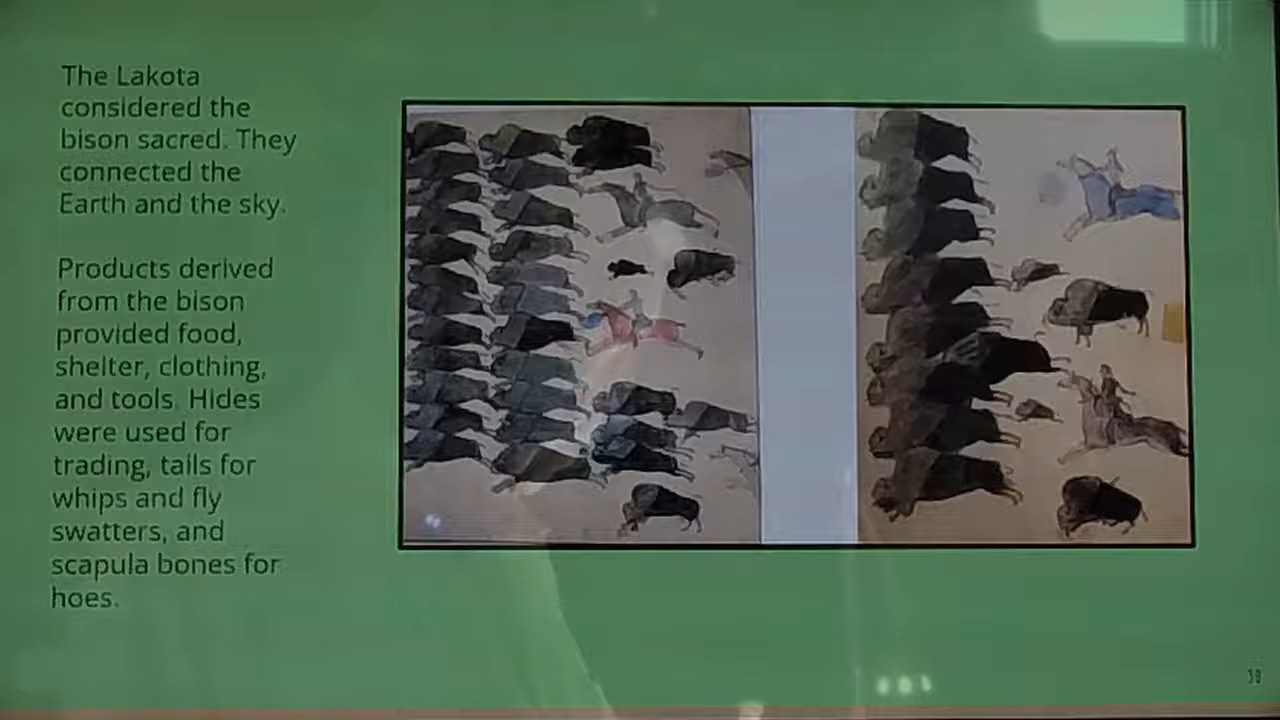 The Lakota
considered the
bison sacred. They
connected the
Earth and the sky.
Products derived
from the bison
provided food,
shelter, clothing,
and tools. Hides
were used for
trading, tails for
whips and fly
swatters, and
scapula bones for
hoes.
38